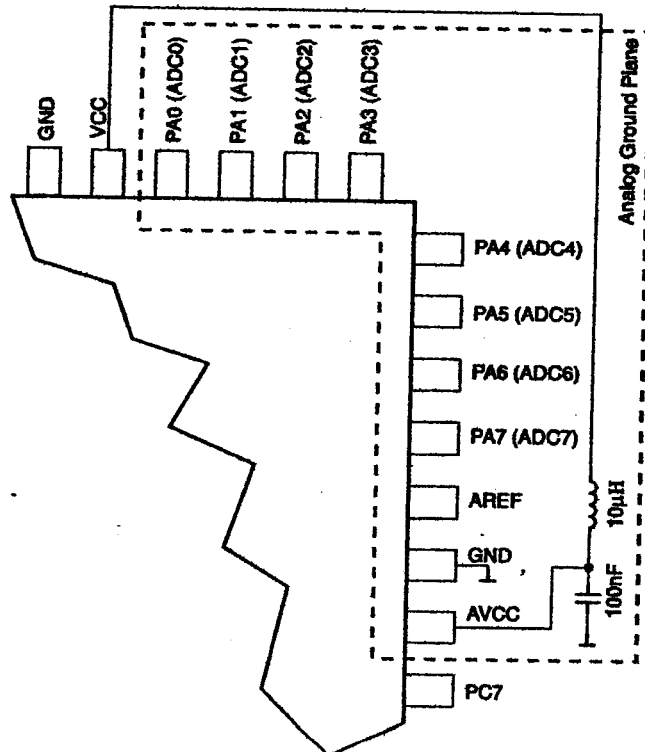 GND
VCC
PA0 (ADC0)
PA1 (ADC1)
PA2 (ADC2)
PA3 (ADC3)
Analog Ground Plane
PA4 (ADC4)
PA5 (ADC5)
PA6 (ADC6)
PA7 (ADC7)
AREF
GND
AVCC
PC7
10µH
100nF